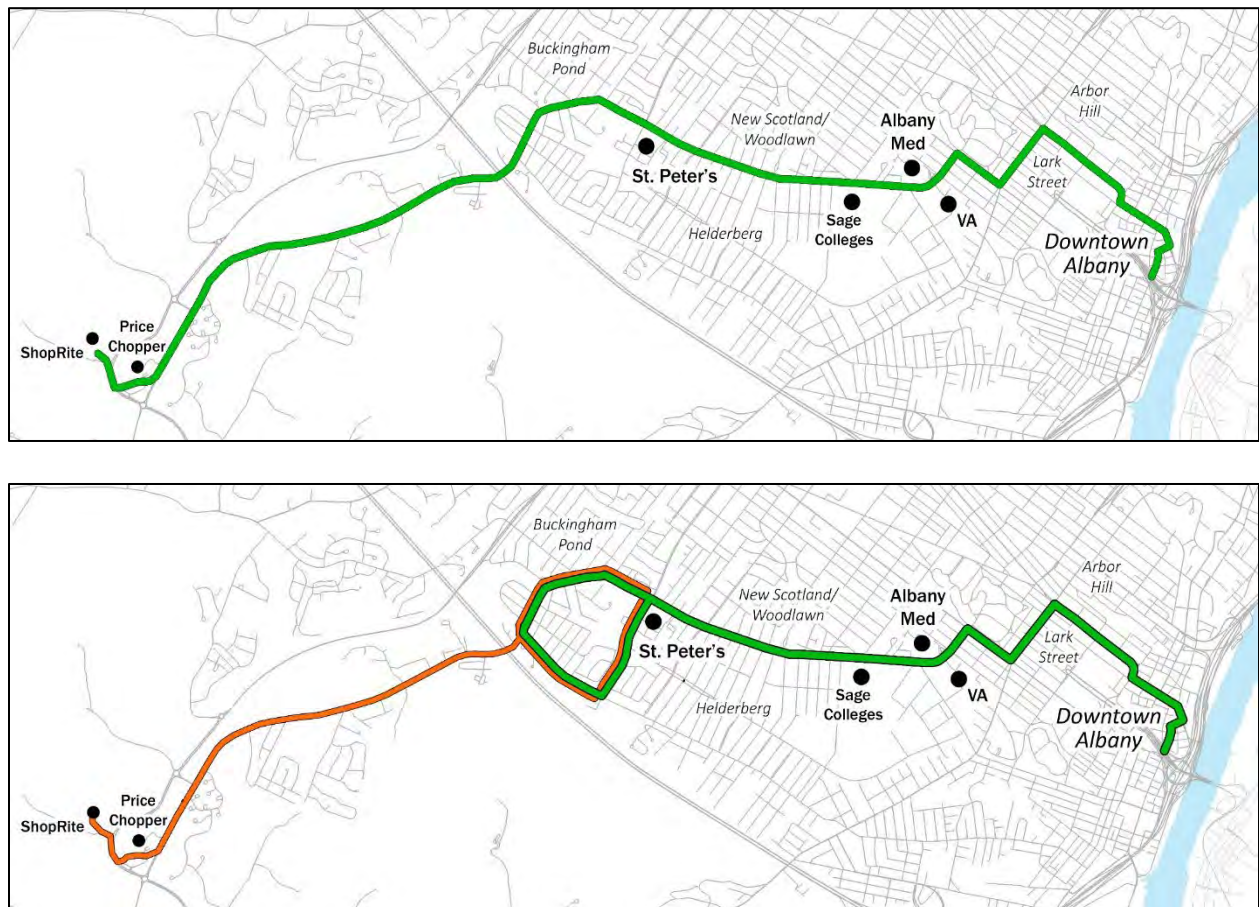 Buckingham
Pond
Arbor
Hill
New Scotland/
Woodlawn
Albany
Med
St. Peter's
Lark
Street
Sage
Colleges
VA
Helderberg
Downtown
Albany
Price
Chopper
ShopRite
Buckingham
Pond
Arbor
Hill
New Scotland/
Woodlawn
Albany
Med
St. Peter's
Lark
Street
Sage
Colleges
VA
Helderberg
Downtown
Albany
Price
Chopper
ShopRite